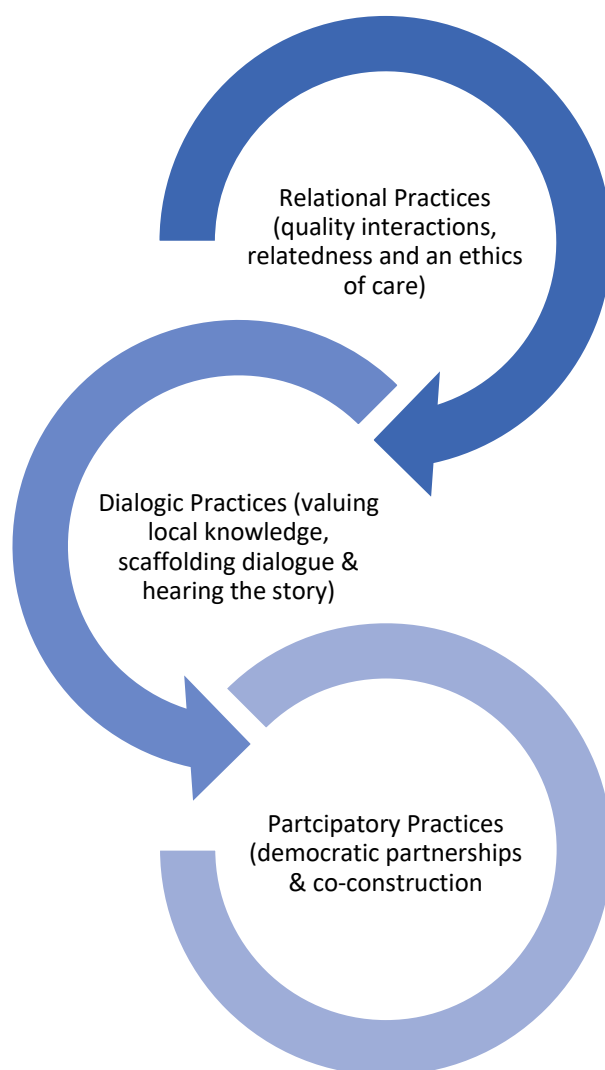 Relational Practices
(quality interactions,
relatedness and an ethics
of care)
Dialogic Practices (valuing
local knowledge,
scaffolding dialogue &
hearing the story)
Partcipatory Practices
(democratic partnerships
& co-construction